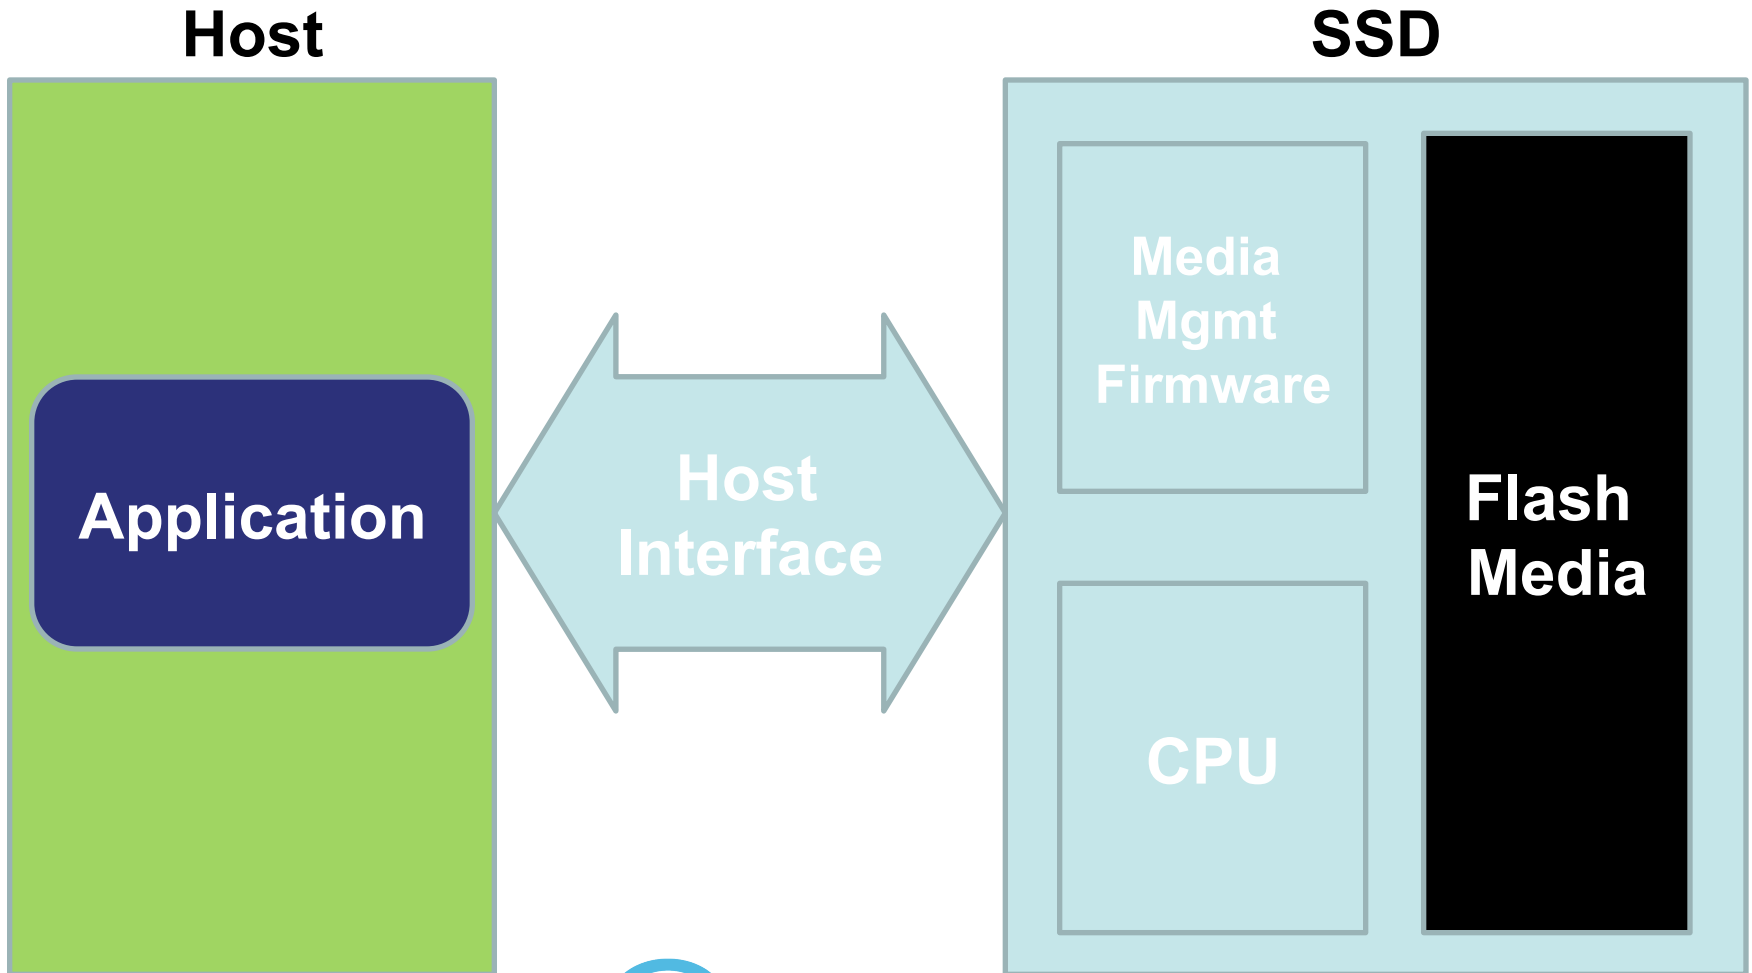 Host
SSD
Application
Host
Interface
Media
Mgmt
Firmware
CPU
Flash
Media